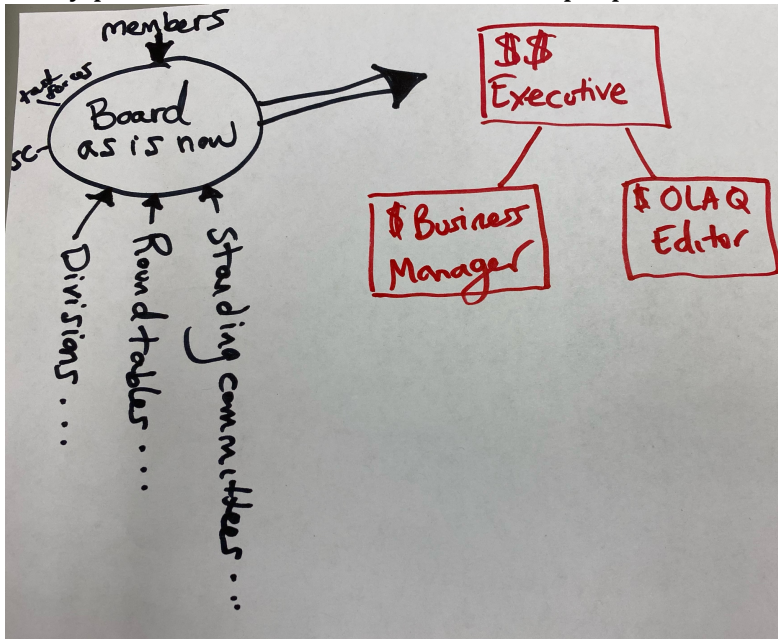 members
task
forces
SC
Board
as is now
$$
Executive
$ Business
Manager
$ OLAQ
Editor
Divisions...
Roundtables...
Standing committees...